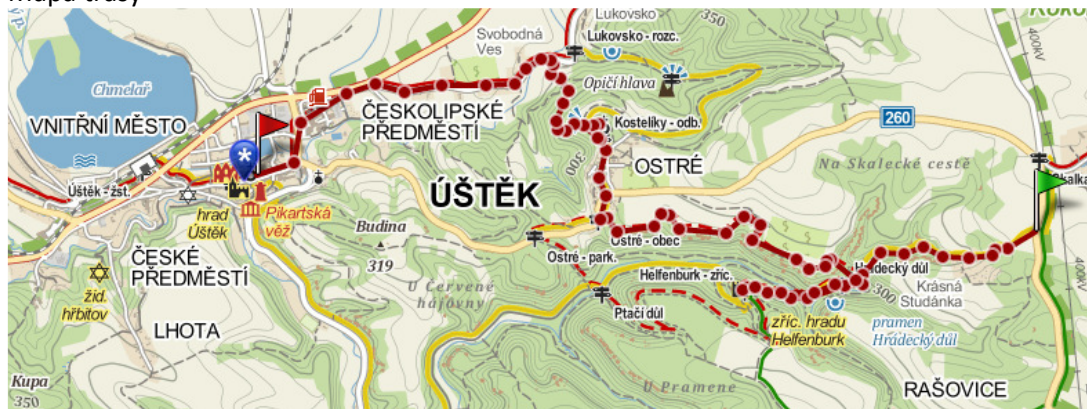 Mapa trasy
Lukovsko
350
Svobodná
Ves
Lukovsko - rozc.
400kV
Chmelař
Opičí hlava
VNITŘNÍ MĚSTO
ČESKOLIPSKÉ
PŘEDMĚSTÍ
Kostelíky - odb.
260
300
OSTRÉ
Na Skalecké cestě
Úštěk - žst.
ÚŠTĚK
Skalka
hrad
Úštěk
Pikartská
věž
Budina
319
Ostré - obec
ČESKÉ
PŘEDMĚSTÍ
Ostré - park.
Helfenburk - zříc.
Hrádecký důl
400kV
žid.
hřbitov
U Červené
hájovny
300
Krásná
Studánka
Ptačí důl
LHOTA
zříc. hradu
Helfenburk
pramen
Hrádecký důl
Kupa
350
U Pramene
RAŠOVICE